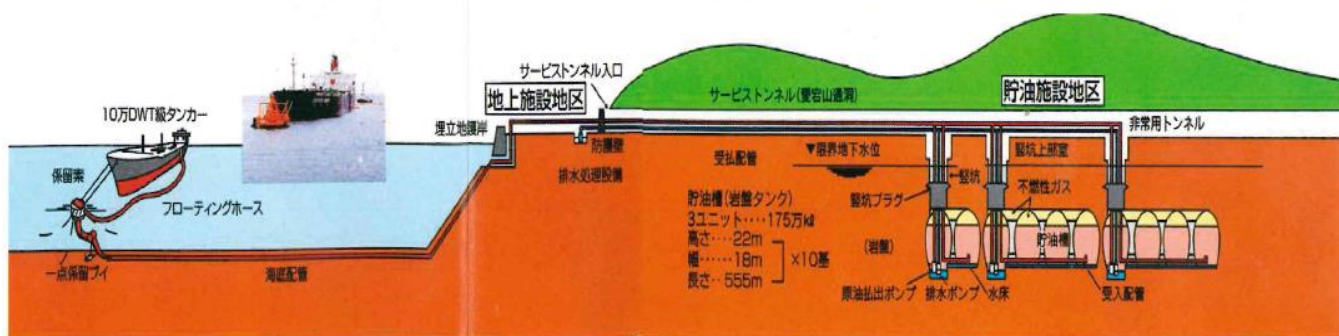 サービストンネル入口
地上施設地区
サービストンネル(愛宕山通洞)
貯油施設地区
10万DWT級タンカー
埋立地護岸
非常用トンネル
防護壁
受払配管
▼限界地下水位
竪坑上部室
係留索
排水処理設備
竪坑
不燃性ガス
フローティングホース
貯油槽(岩盤タンク)
竪坑プラグ
3ユニット‥‥175万kℓ
高さ‥‥22m
幅‥‥‥18m
長さ‥555m
×10基
(岩盤)
貯油槽
一点係留ブイ
海底配管
原油払出ポンプ
排水ポンプ
水床
受入配管